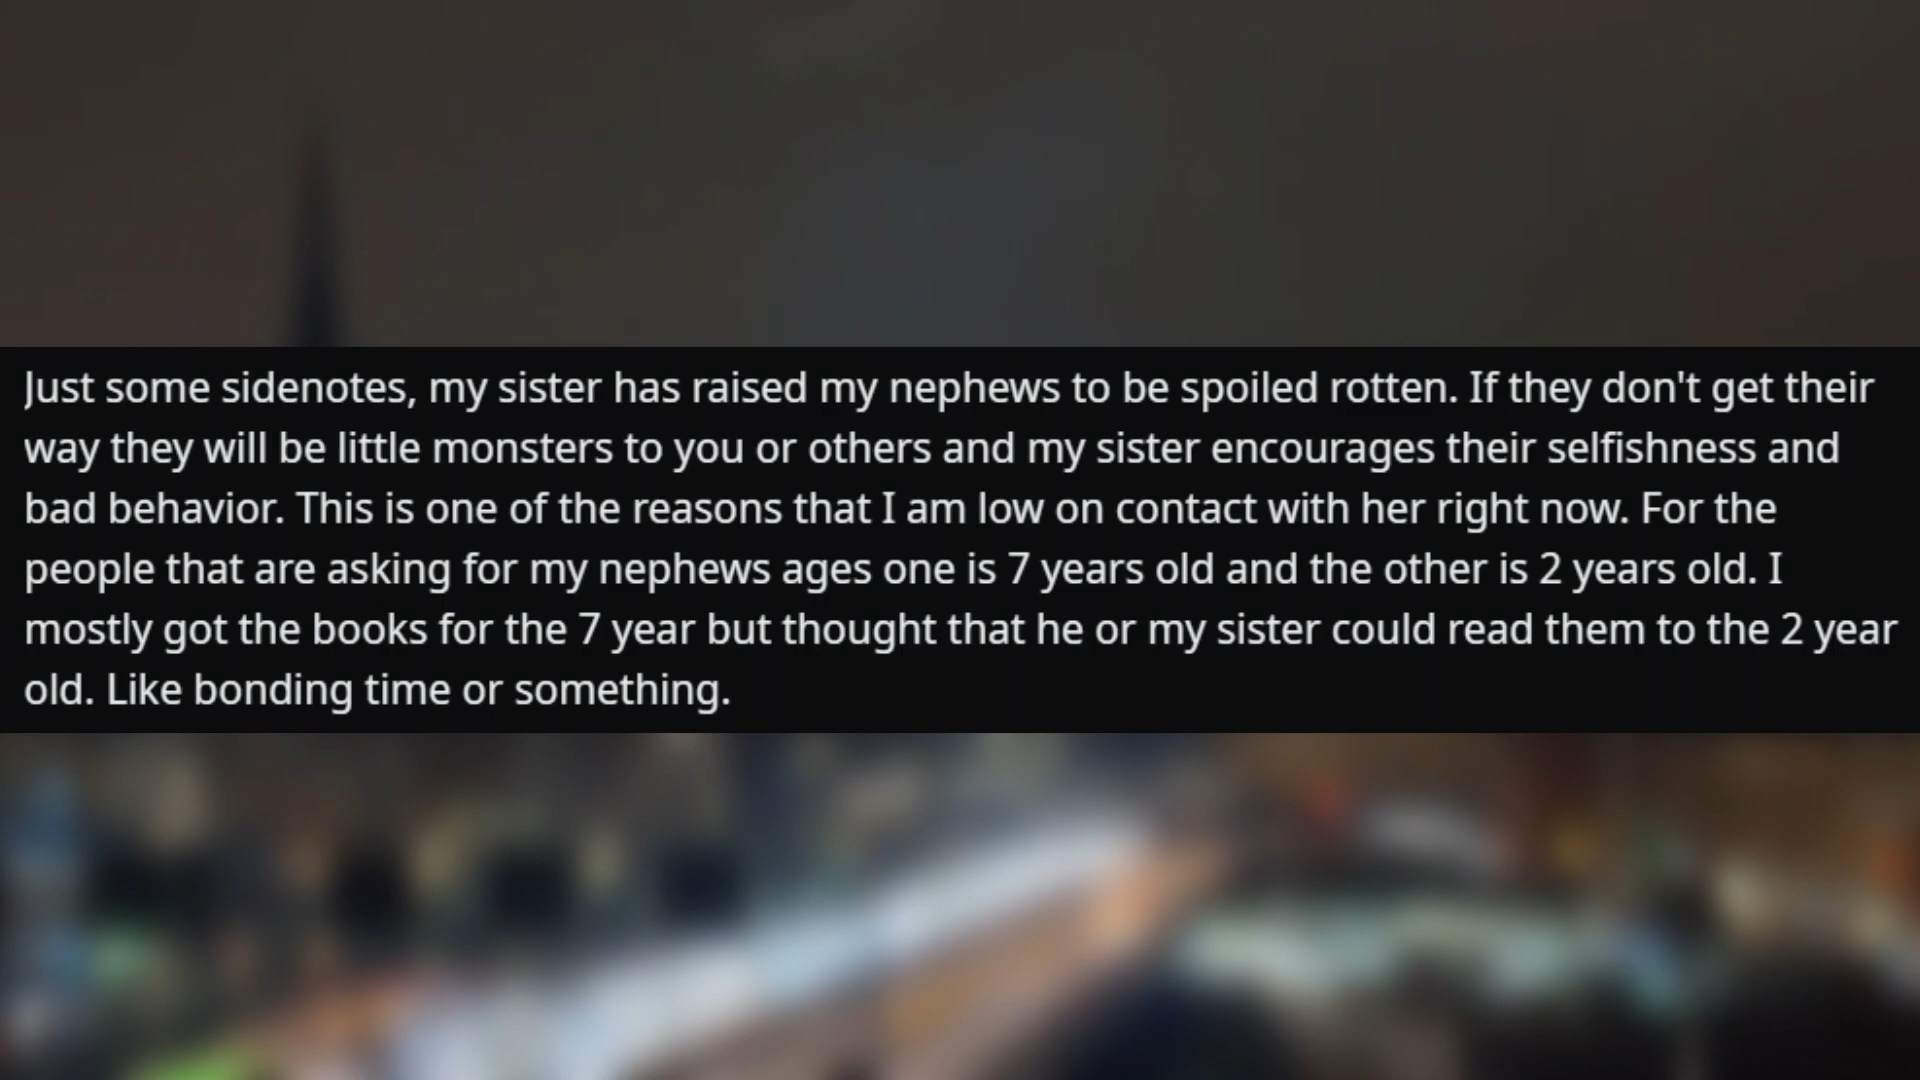 Just some sidenotes, my sister has raised my nephews to be spoiled rotten. If they don't get their
way they will be little monsters to you or others and my sister encourages their selfishness and
bad behavior. This is one of the reasons that I am low on contact with her right now. For the
people that are asking for my nephews ages one is 7 years old and the other is 2 years old. I
mostly got the books for the 7 year but thought that he or my sister could read them to the 2 year
old. Like bonding time or something.